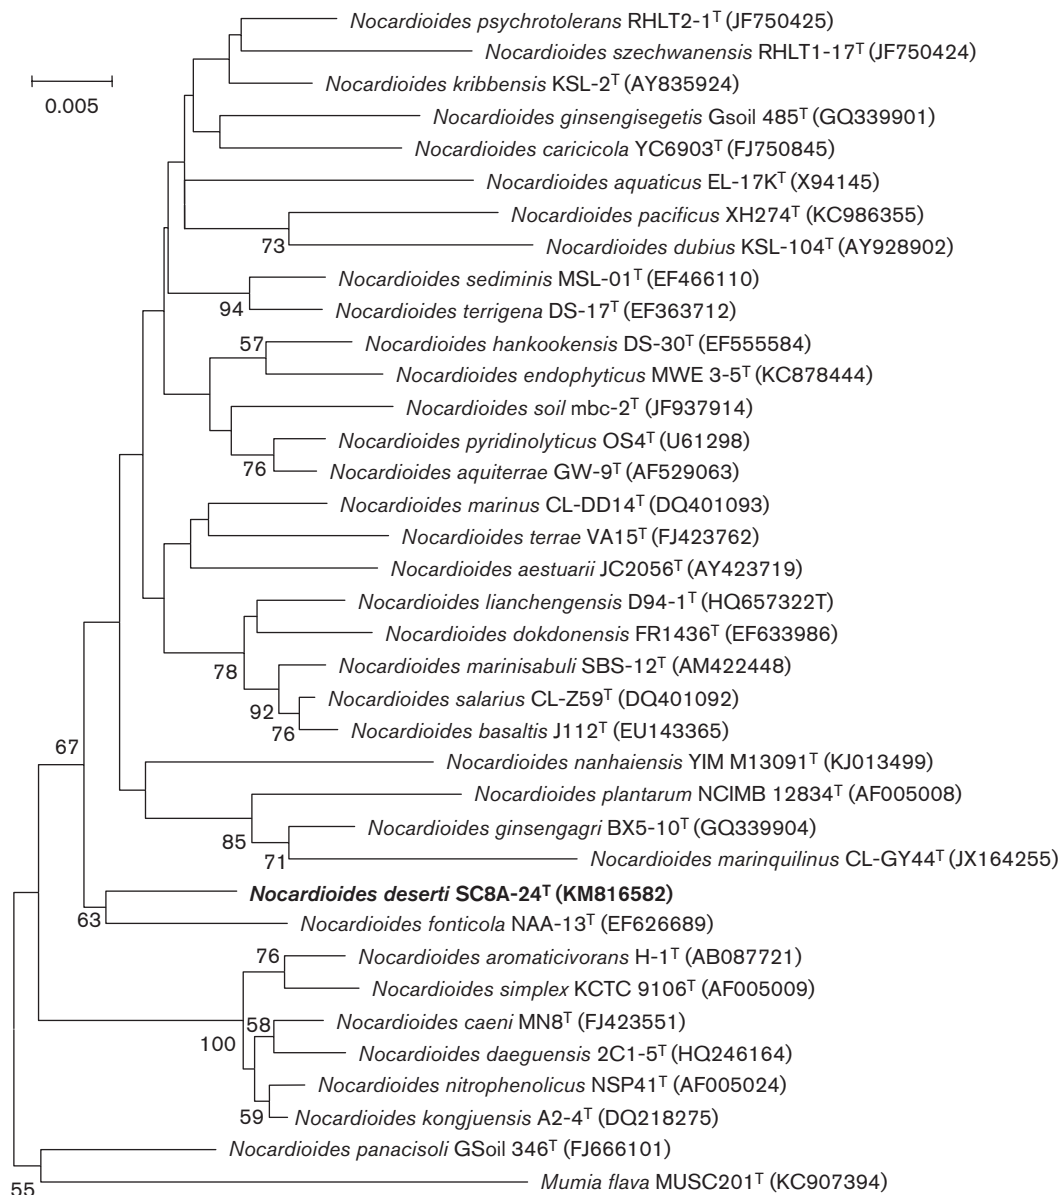 Nocardioides psychrotolerans RHLT2-1T (JF750425)
Nocardioides szechwanensis RHLT1-17T (JF750424)
0.005
Nocardioides kribbensis KSL-2T (AY835924)
Nocardioides ginsengisegetis Gsoil 485T (GQ339901)
Nocardioides caricicola YC6903T (FJ750845)
Nocardioides aquaticus EL-17KT (X94145)
Nocardioides pacificus XH274T (KC986355)
73
Nocardioides dubius KSL-104T (AY928902)
Nocardioides sediminis MSL-01T (EF466110)
94
Nocardioides terrigena DS-17T (EF363712)
57
Nocardioides hankookensis DS-30T (EF555584)
Nocardioides endophyticus MWE 3-5T (KC878444)
Nocardioides soil mbc-2T (JF937914)
Nocardioides pyridinolyticus OS4T (U61298)
76
Nocardioides aquiterrae GW-9T (AF529063)
Nocardioides marinus CL-DD14T (DQ401093)
Nocardioides terrae VA15T (FJ423762)
Nocardioides aestuarii JC2056T (AY423719)
Nocardioides lianchengensis D94-1T (HQ657322T)
Nocardioides dokdonensis FR1436T (EF633986)
78
Nocardioides marinisabuli SBS-12T (AM422448)
Nocardioides salarius CL-Z59T (DQ401092)
92
76
Nocardioides basaltis J112T (EU143365)
67
Nocardioides nanhaiensis YIM M13091T (KJ013499)
Nocardioides plantarum NCIMB 12834T (AF005008)
Nocardioides ginsengagri BX5-10T (GQ339904)
85
71
Nocardioides marinquilinus CL-GY44T (JX164255)
Nocardioides deserti SC8A-24T (KM816582)
63
Nocardioides fonticola NAA-13T (EF626689)
76
Nocardioides aromaticivorans H-1T (AB087721)
Nocardioides simplex KCTC 9106T (AF005009)
58
Nocardioides caeni MN8T (FJ423551)
100
Nocardioides daeguensis 2C1-5T (HQ246164)
Nocardioides nitrophenolicus NSP41T (AF005024)
59
Nocardioides kongjuensis A2-4T (DQ218275)
Nocardioides panacisoli GSoil 346T (FJ666101)
55
Mumia flava MUSC201T (KC907394)